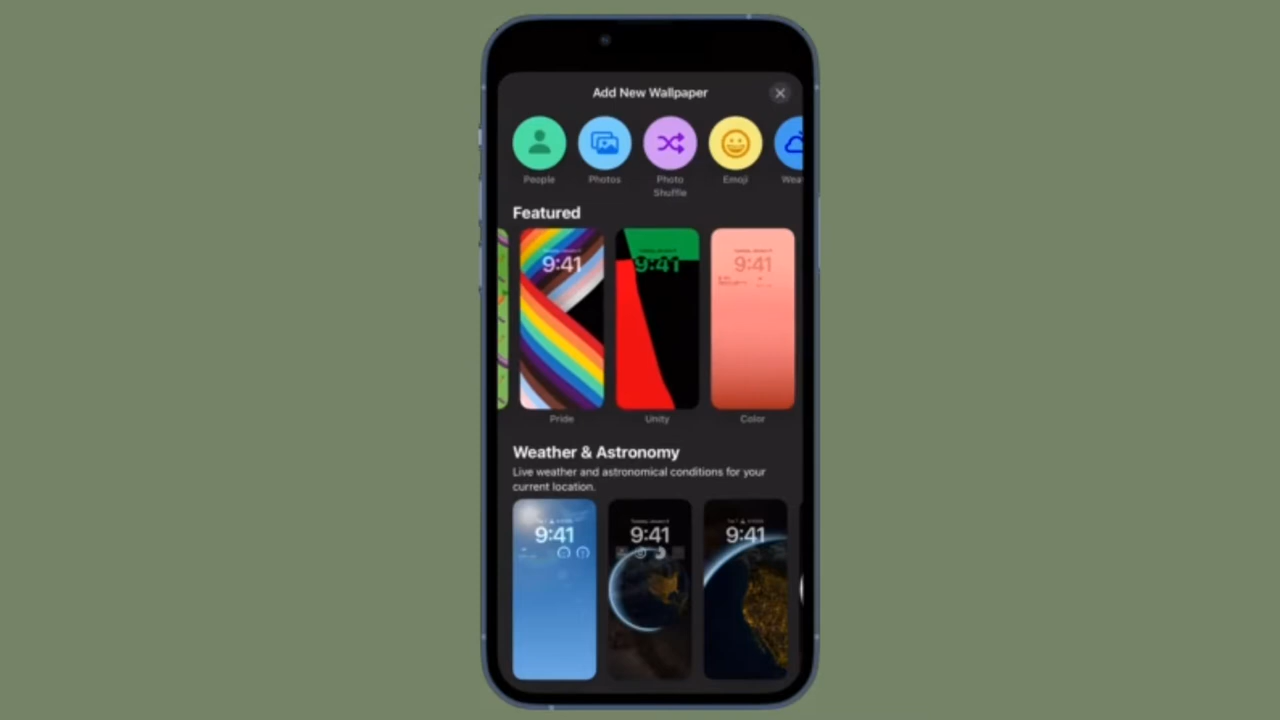 Add New Wallpaper
People
Photos
Photo
Shuffle
Emoji
Wea
Featured
9:41
9:41
9:41
Pride
Unity
Color
Weather & Astronomy
Live weather and astronomical conditions for your
current location.
9:41
9:41
9:41